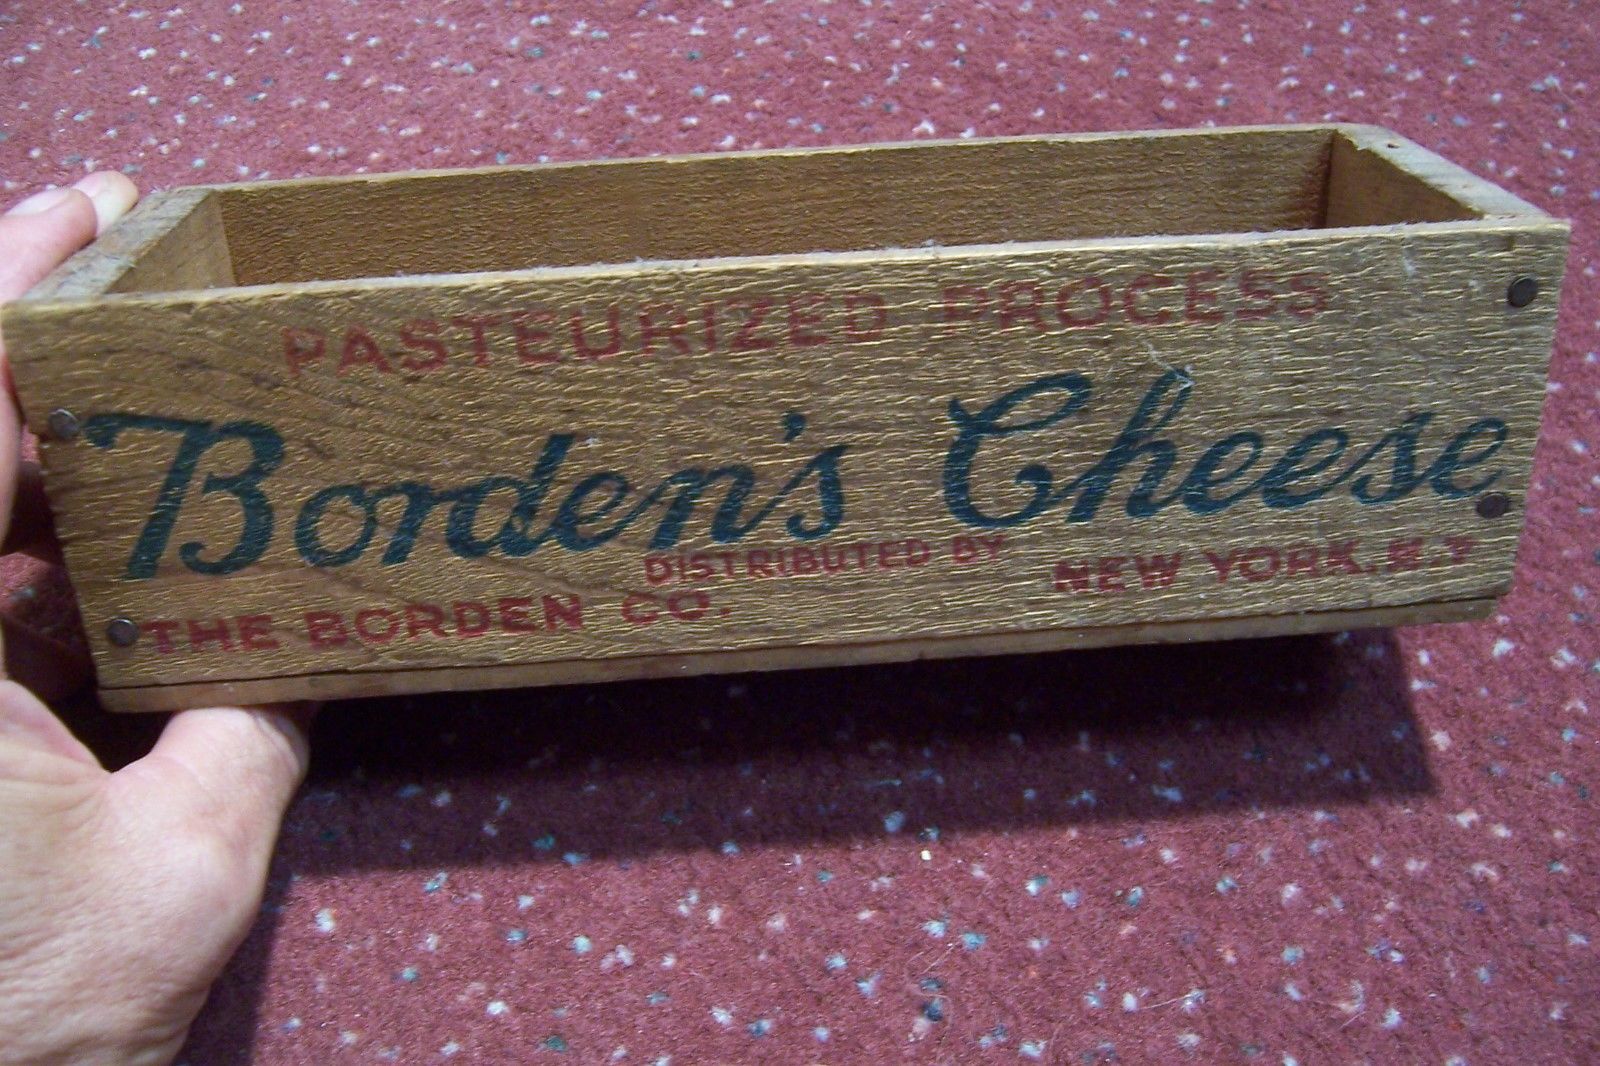 PASTEURIZED PROCESS
Borden's Cheese
DISTRIBUTED BY
THE BORDEN CO. NEW YORK, N.Y